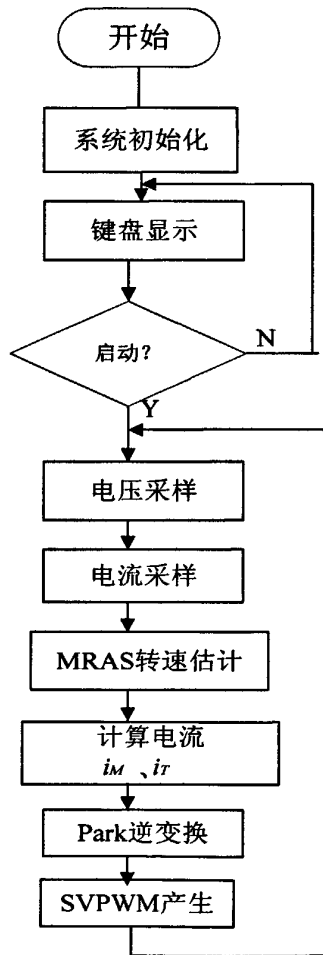 开始
系统初始化
键盘显示
启动?
N
Y
电压采样
电流采样
MRAS转速估计
计算电流
iM 、iT
Park逆变换
SVPWM产生